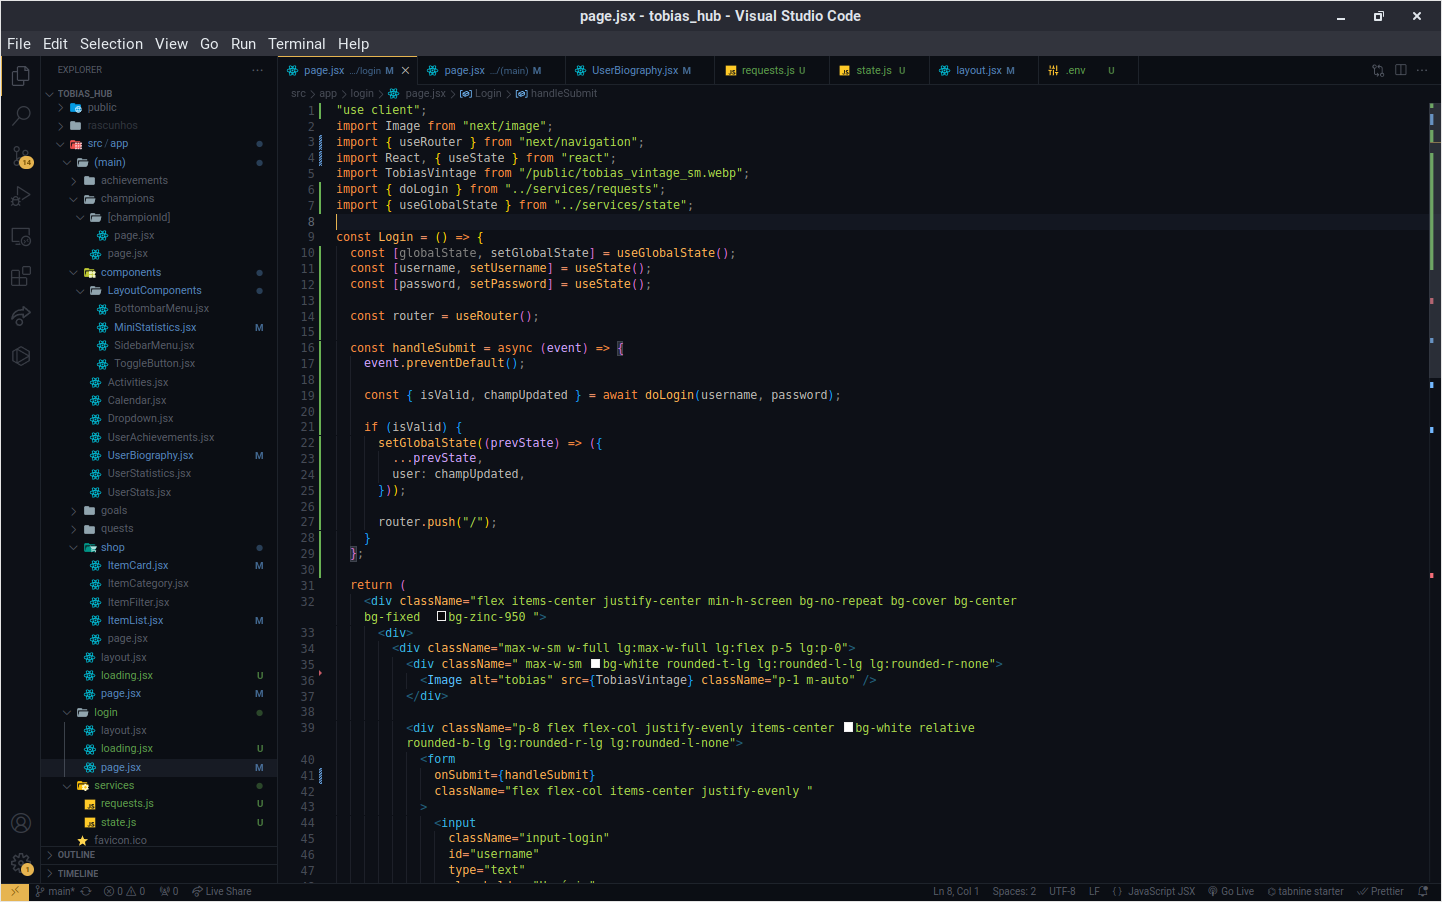 page.jsx - tobias_hub - Visual Studio Code
File Edit Selection View Go Run Terminal Help
EXPLORER
TOBIAS_HUB
public
rascunhos
src / app
(main)
achievements
champions
[championId]
page.jsx
page.jsx
components
LayoutComponents
BottombarMenu.jsx
MiniStatistics.jsx M
SidebarMenu.jsx
ToggleButton.jsx
Activities.jsx
Calendar.jsx
Dropdown.jsx
UserAchievements.jsx
UserBiography.jsx M
UserStatistics.jsx
UserStats.jsx
goals
quests
shop
ItemCard.jsx M
ItemCategory.jsx
ItemFilter.jsx
ItemList.jsx M
page.jsx
layout.jsx
loading.jsx U
page.jsx M
login
layout.jsx
loading.jsx U
page.jsx M
services
requests.js U
state.js U
favicon.ico
OUTLINE
TIMELINE
14
1
page.jsx .../login M
page.jsx .../(main) M
UserBiography.jsx M
requests.js U
state.js U
layout.jsx M
.env U
src > app > login > page.jsx > Login > handleSubmit
1 "use client";
2 import Image from "next/image";
3 import { useRouter } from "next/navigation";
4 import React, { useState } from "react";
5 import TobiasVintage from "/public/tobias_vintage_sm.webp";
6 import { doLogin } from "../services/requests";
7 import { useGlobalState } from "../services/state";
8
9 const Login = () => {
10 const [globalState, setGlobalState] = useGlobalState();
11 const [username, setUsername] = useState();
12 const [password, setPassword] = useState();
13
14 const router = useRouter();
15
16 const handleSubmit = async (event) => {
17 event.preventDefault();
18
19 const { isValid, champUpdated } = await doLogin(username, password);
20
21 if (isValid) {
22 setGlobalState((prevState) => ({
23 ...prevState,
24 user: champUpdated,
25 }));
26
27 router.push("/");
28 }
29 };
30
31 return (
32 <div className="flex items-center justify-center min-h-screen bg-no-repeat bg-cover bg-center
bg-fixed bg-zinc-950 ">
33 <div>
34 <div className="max-w-sm w-full lg:max-w-full lg:flex p-5 lg:p-0">
35 <div className=" max-w-sm bg-white rounded-t-lg lg:rounded-l-lg lg:rounded-r-none">
36 <Image alt="tobias" src={TobiasVintage} className="p-1 m-auto" />
37 </div>
38
39 <div className="p-8 flex flex-col justify-evenly items-center bg-white relative
rounded-b-lg lg:rounded-r-lg lg:rounded-l-none">
40 <form
41 onSubmit={handleSubmit}
42 className="flex flex-col items-center justify-evenly "
43 >
44 <input
45 className="input-login"
46 id="username"
47 type="text"
main* 0 0 0 Live Share
Ln 8, Col 1 Spaces: 2 UTF-8 LF {} JavaScript JSX Go Live tabnine starter Prettier